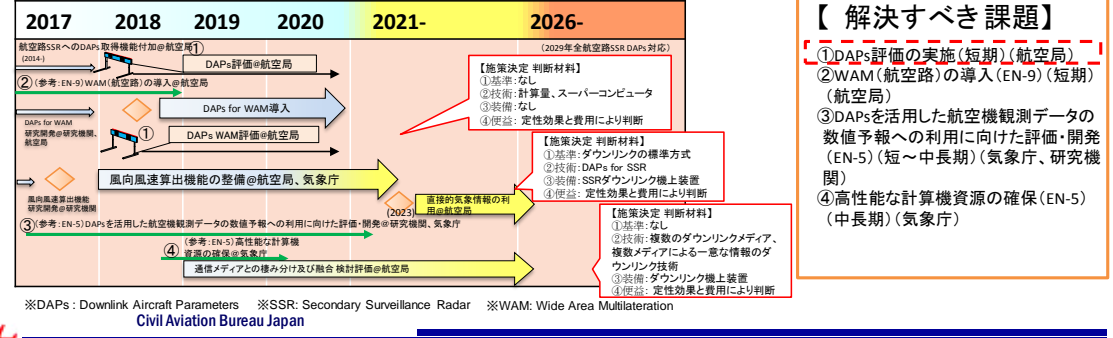 2017 2018 2019 2020 2021- 2026-
航空路SSRへのDAPs取得機能付加@航空局①
(2014-)
DAPs評価@航空局
(2029年全航空路SSR DAPs対応)
②(参考:EN-9)WAM(航空路)の導入@航空局
DAPs for WAM導入
DAPs for WAM
研究開発@研究機関、
航空局
①
DAPs WAM評価@航空局
風向風速算出機能の整備@航空局、気象庁
風向風速算出機能
研究開発@研究機関
(2023)
直接的気象情報の利
用@航空局
③(参考:EN-5)DAPsを活用した航空機観測データの数値予報への利用に向けた評価・開発@研究機関、気象庁
④
(参考:EN-5)高性能な計算機
資源の確保@気象庁
通信メディアとの棲み分け及び融合 検討評価@航空局
【施策決定 判断材料】
①基準:なし
②技術:計算量、スーパーコンピュータ
③装備:なし
④便益:定性効果と費用により判断
【施策決定 判断材料】
①基準:ダウンリンクの標準方式
②技術:DAPs for SSR
③装備:SSRダウンリンク機上装置
④便益: 定性効果と費用により判断
【施策決定 判断材料】
①基準:なし
②技術:複数のダウンリンクメディア、
複数メディアによる一意な情報のダ
ウンリンク技術
③装備:ダウンリンク機上装置
④便益: 定性効果と費用により判断
【 解決すべき課題】
①DAPs評価の実施(短期)(航空局)
②WAM(航空路)の導入(EN-9)(短期)
(航空局)
③DAPsを活用した航空機観測データの
数値予報への利用に向けた評価・開発
(EN-5)(短～中長期)(気象庁、研究機
関)
④高性能な計算機資源の確保(EN-5)
(中長期)(気象庁)
※DAPs : Downlink Aircraft Parameters ※SSR: Secondary Surveillance Radar ※WAM: Wide Area Multilateration
Civil Aviation Bureau Japan